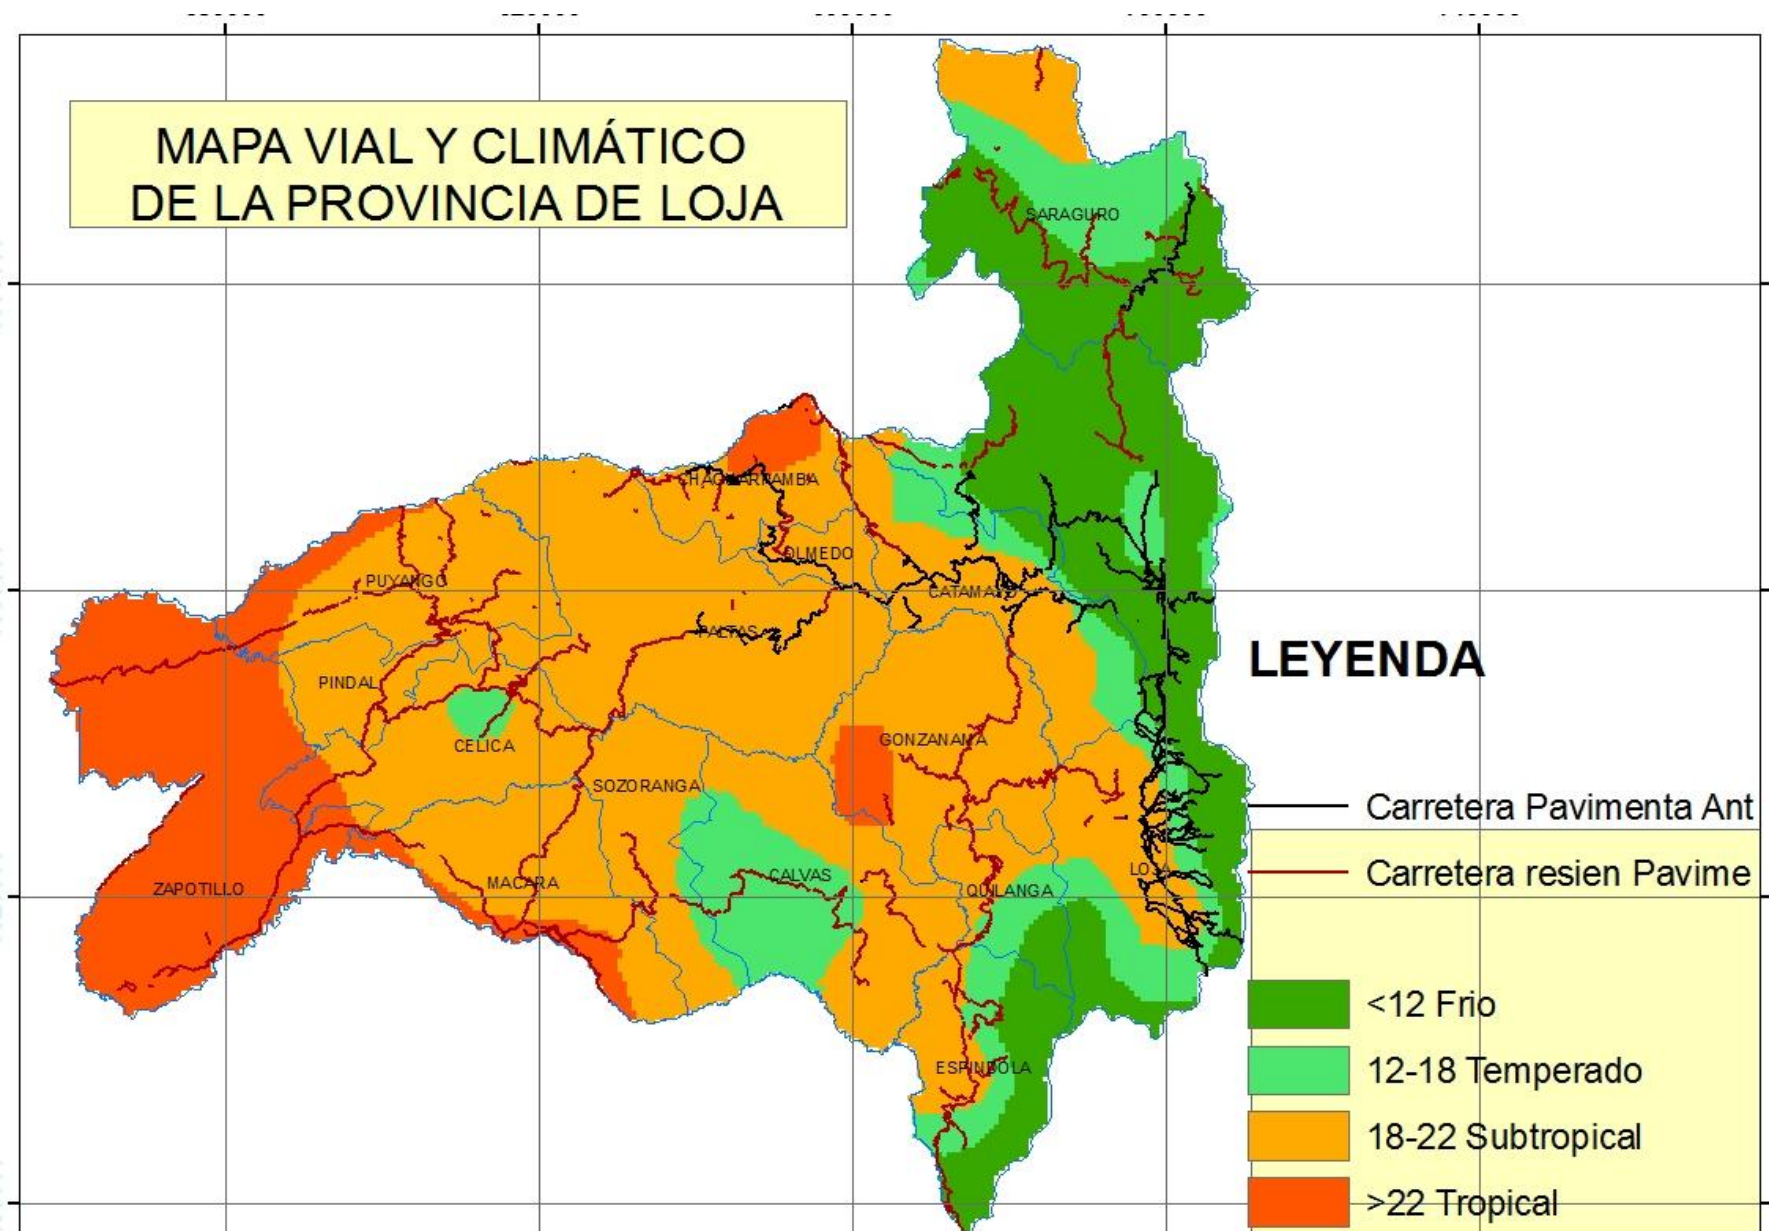 MAPA VIAL Y CLIMÁTICO
DE LA PROVINCIA DE LOJA
SARAGURO
CHAGUARPAMBA
OLMEDO
PUYANGO
CATAMAYO
PALTAS
PINDAL
CELICA
GONZANAMA
SOZORANGA
ZAPOTILLO
MACARA
CALVAS
QUILANGA
LOJA
ESPINDOLA
LEYENDA
Carretera Pavimenta Ant
Carretera resien Pavime
<12 Frio
12-18 Temperado
18-22 Subtropical
>22 Tropical